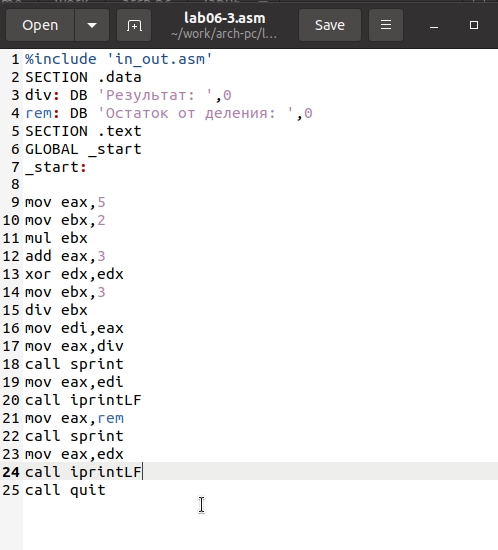 Open
lab06-3.asm
~/work/arch-pc/l...
Save
1 %include 'in_out.asm'
2 SECTION .data
3 div: DB 'Результат: ',0
4 rem: DB 'Остаток от деления: ',0
5 SECTION .text
6 GLOBAL _start
7 _start:
8
9 mov eax,5
10 mov ebx,2
11 mul ebx
12 add eax,3
13 xor edx,edx
14 mov ebx,3
15 div ebx
16 mov edi,eax
17 mov eax,div
18 call sprint
19 mov eax,edi
20 call iprintLF
21 mov eax,rem
22 call sprint
23 mov eax,edx
24 call iprintLF
25 call quit